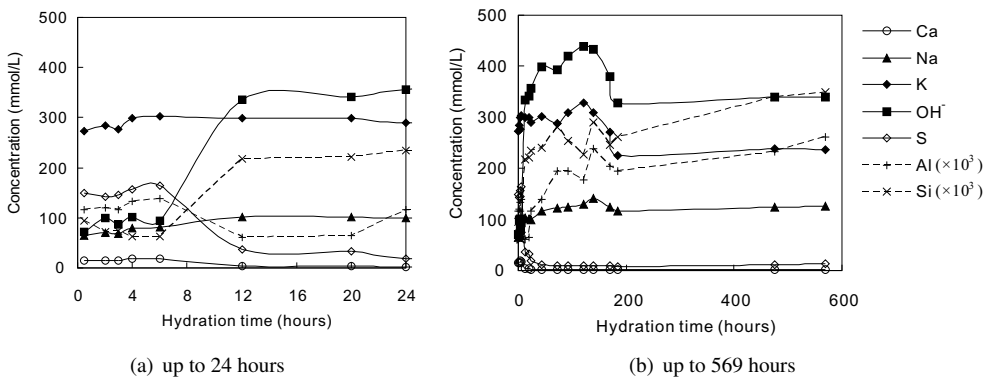 500
400
300
200
100
0
Concentration (mmol/L)
0 4 8 12 16 20 24
Hydration time (hours)
(a) up to 24 hours
500
400
300
200
100
0
Concentration (mmol/L)
0 200 400 600
Hydration time (hours)
(b) up to 569 hours
Ca
Na
K
OH⁻
S
Al (×10³)
Si (×10³)